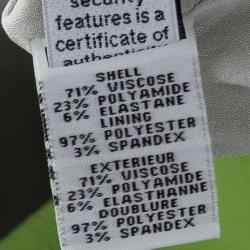 security
features is a
certificate of
authenticity
SHELL
71% VISCOSE
23% POLYAMIDE
6% ELASTANE
LINING
97% POLYESTER
3% SPANDEX
EXTERIEUR
71% VISCOSE
23% POLYAMIDE
6% ELASTHANNE
DOUBLURE
97% POLYESTER
3% SPANDEX